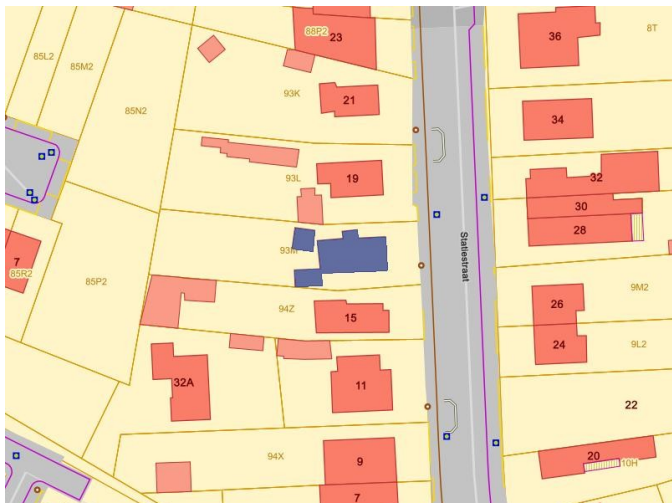 88P2
23
36
8T
85L2
85M2
93K
21
85N2
34
93L
19
32
30
28
Statiestraat
93M
7
85R2
85P2
94Z
15
26
9M2
24
9L2
32A
11
22
94X
9
20
10H
7